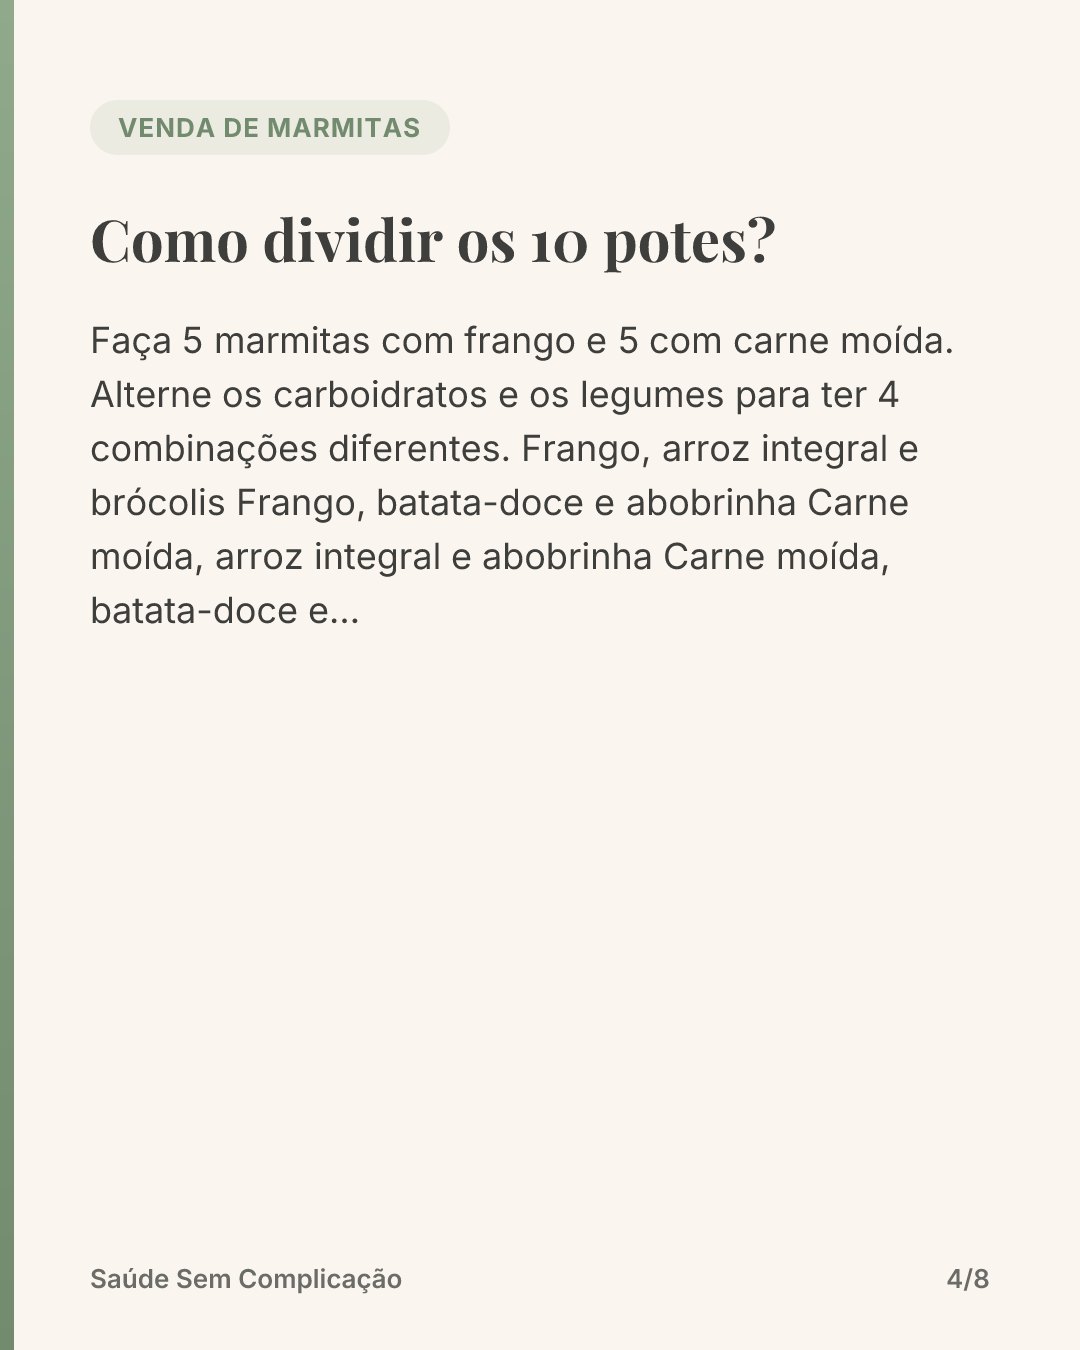 VENDA DE MARMITAS
Como dividir os 10 potes?
Faça 5 marmitas com frango e 5 com carne moída.
Alterne os carboidratos e os legumes para ter 4
combinações diferentes. Frango, arroz integral e
brócolis Frango, batata-doce e abobrinha Carne
moída, arroz integral e abobrinha Carne moída,
batata-doce e...
Saúde Sem Complicação
4/8